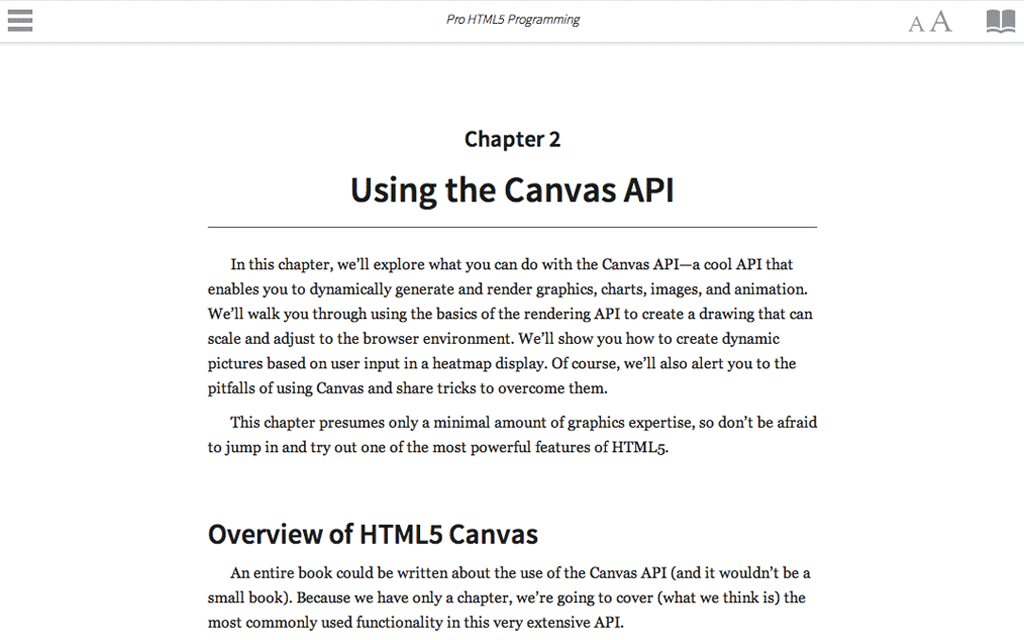 Pro HTML5 Programming
A A
Chapter 2
Using the Canvas API
In this chapter, we’ll explore what you can do with the Canvas API—a cool API that
enables you to dynamically generate and render graphics, charts, images, and animation.
We’ll walk you through using the basics of the rendering API to create a drawing that can
scale and adjust to the browser environment. We’ll show you how to create dynamic
pictures based on user input in a heatmap display. Of course, we’ll also alert you to the
pitfalls of using Canvas and share tricks to overcome them.
This chapter presumes only a minimal amount of graphics expertise, so don’t be afraid
to jump in and try out one of the most powerful features of HTML5.
Overview of HTML5 Canvas
An entire book could be written about the use of the Canvas API (and it wouldn’t be a
small book). Because we have only a chapter, we’re going to cover (what we think is) the
most commonly used functionality in this very extensive API.